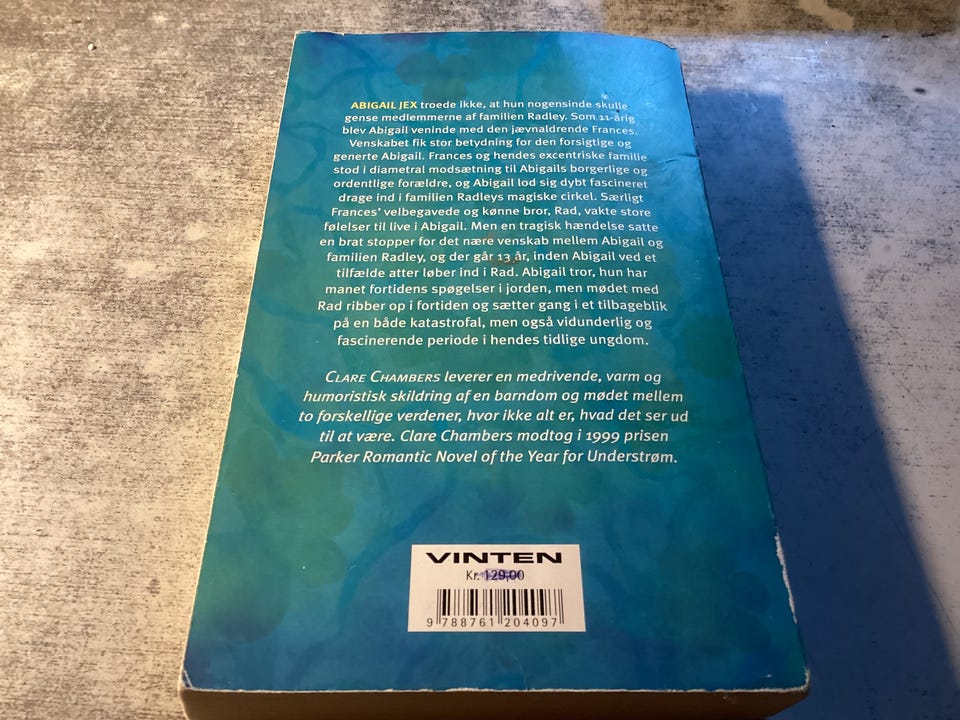 ABIGAIL JEX troede ikke, at hun nogensinde skulle
gense medlemmerne af familien Radley. Som 11-årig
blev Abigail veninde med den jævnaldrende Frances.
Venskabet fik stor betydning for den forsigtige og
generte Abigail. Frances og hendes excentriske familie
stod i diametral modsætning til Abigails borgerlige og
ordentlige forældre, og Abigail lod sig dybt fascineret
drage ind i familien Radleys magiske cirkel. Særligt
Frances' velbegavede og kønne bror, Rad, vakte store
følelser til live i Abigail. Men en tragisk hændelse satte
en brat stopper for det nære venskab mellem Abigail og
familien Radley, og der går 13 år, inden Abigail ved et
tilfælde atter løber ind i Rad. Abigail tror, hun har
manet fortidens spøgelser i jorden, men mødet med
Rad ribber op i fortiden og sætter gang i et tilbageblik
på en både katastrofal, men også vidunderlig og
fascinerende periode i hendes tidlige ungdom.
CLARE CHAMBERS leverer en medrivende, varm og
humoristisk skildring af en barndom og mødet mellem
to forskellige verdener, hvor ikke alt er, hvad det ser ud
til at være. Clare Chambers modtog i 1999 prisen
Parker Romantic Novel of the Year for Understrøm.
VINTEN
Kr. 129,00
9 788761 204097